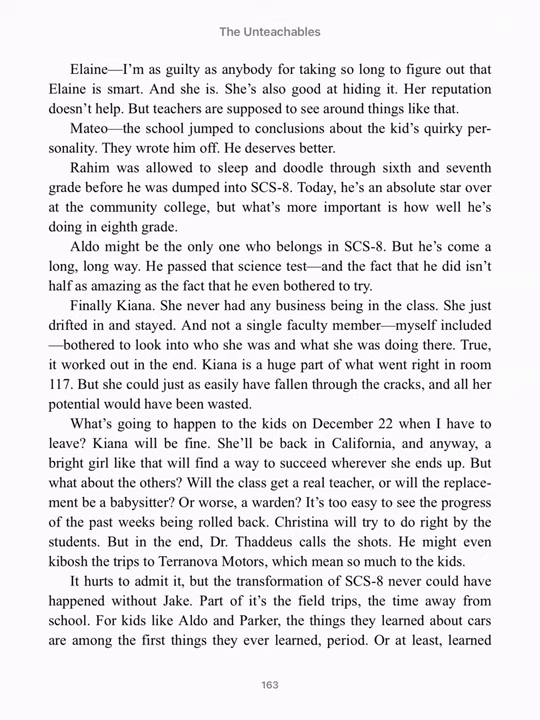 The Unteachables
Elaine—I'm as guilty as anybody for taking so long to figure out that
Elaine is smart. And she is. She's also good at hiding it. Her reputation
doesn't help. But teachers are supposed to see around things like that.
Mateo—the school jumped to conclusions about the kid's quirky per-
sonality. They wrote him off. He deserves better.
Rahim was allowed to sleep and doodle through sixth and seventh
grade before he was dumped into SCS-8. Today, he's an absolute star over
at the community college, but what's more important is how well he's
doing in eighth grade.
Aldo might be the only one who belongs in SCS-8. But he's come a
long, long way. He passed that science test—and the fact that he did isn't
half as amazing as the fact that he even bothered to try.
Finally Kiana. She never had any business being in the class. She just
drifted in and stayed. And not a single faculty member—myself included
—bothered to look into who she was and what she was doing there. True,
it worked out in the end. Kiana is a huge part of what went right in room
117. But she could just as easily have fallen through the cracks, and all her
potential would have been wasted.
What's going to happen to the kids on December 22 when I have to
leave? Kiana will be fine. She'll be back in California, and anyway, a
bright girl like that will find a way to succeed wherever she ends up. But
what about the others? Will the class get a real teacher, or will the replace-
ment be a babysitter? Or worse, a warden? It's too easy to see the progress
of the past weeks being rolled back. Christina will try to do right by the
students. But in the end, Dr. Thaddeus calls the shots. He might even
kibosh the trips to Terranova Motors, which mean so much to the kids.
It hurts to admit it, but the transformation of SCS-8 never could have
happened without Jake. Part of it's the field trips, the time away from
school. For kids like Aldo and Parker, the things they learned about cars
are among the first things they ever learned, period. Or at least, learned
163